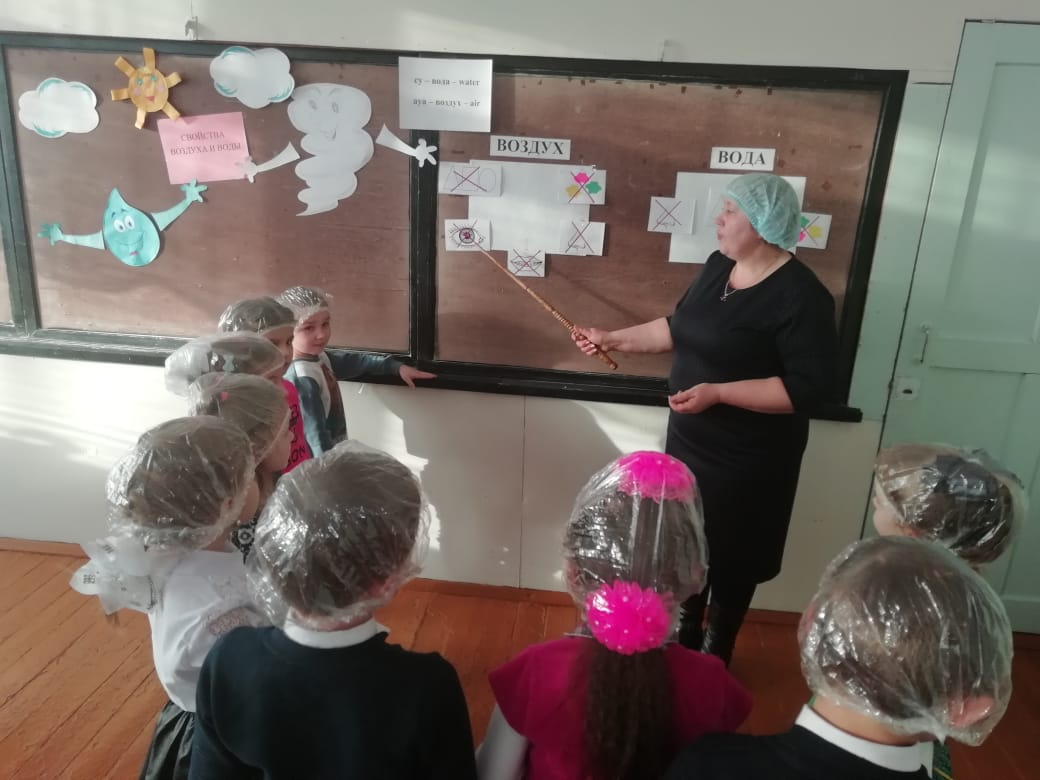 су – вода – water
ауа – воздух – air
СВОЙСТВА
ВОЗДУХА И ВОДЫ
ВОЗДУХ
ВОДА